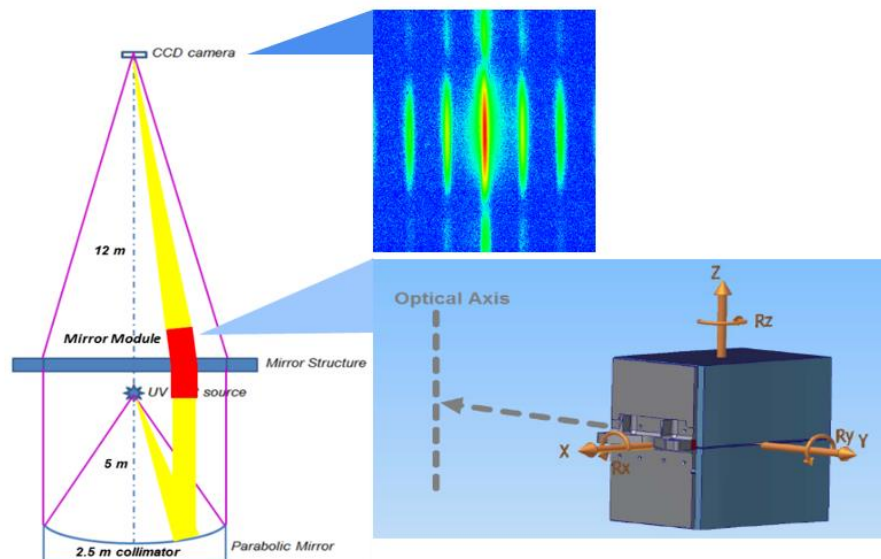 CCD camera
12 m
Mirror Module
Mirror Structure
UV source
5 m
2.5 m collimator
Parabolic Mirror
Optical Axis
Z
Rz
X
Rx
Ry
Y